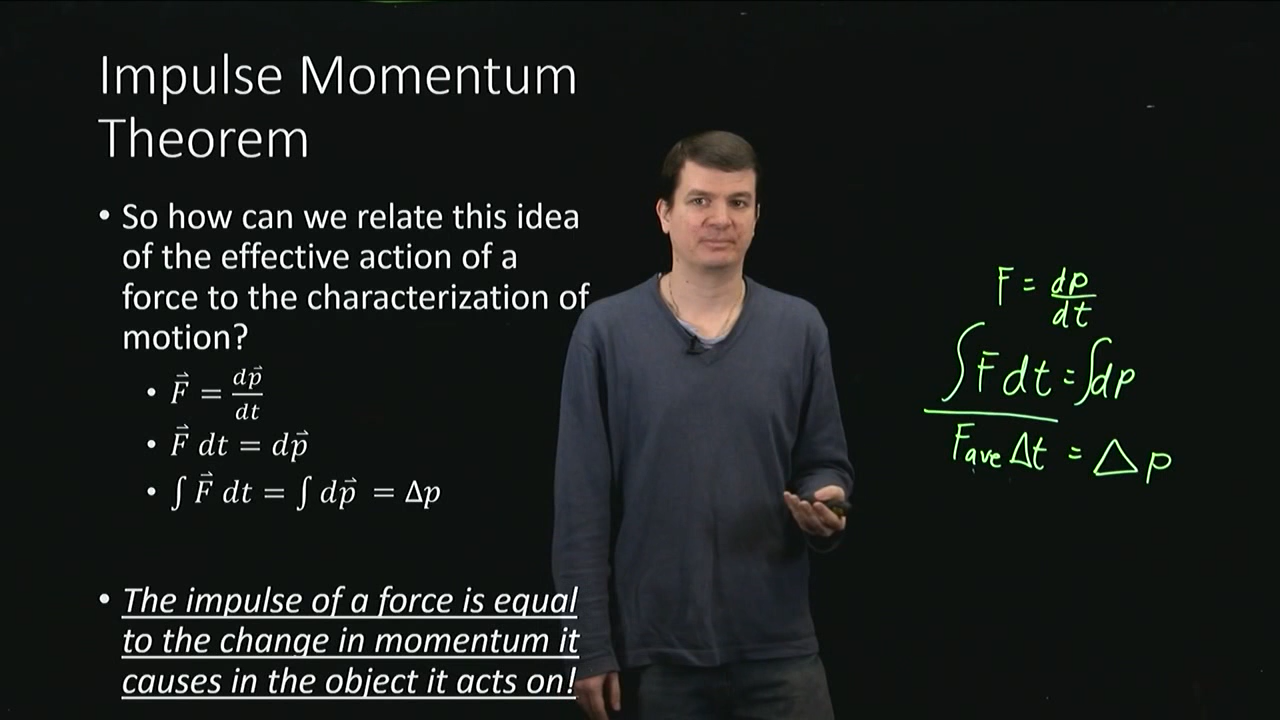 Impulse Momentum
Theorem
• So how can we relate this idea
of the effective action of a
force to the characterization of
motion?
• F⃗ = dp⃗/dt
• F⃗ dt = dp⃗
• ∫ F⃗ dt = ∫ dp⃗ = Δp
• The impulse of a force is equal
to the change in momentum it
causes in the object it acts on!
F = dp/dt
∫F dt = ∫dp
Fave Δt = Δp